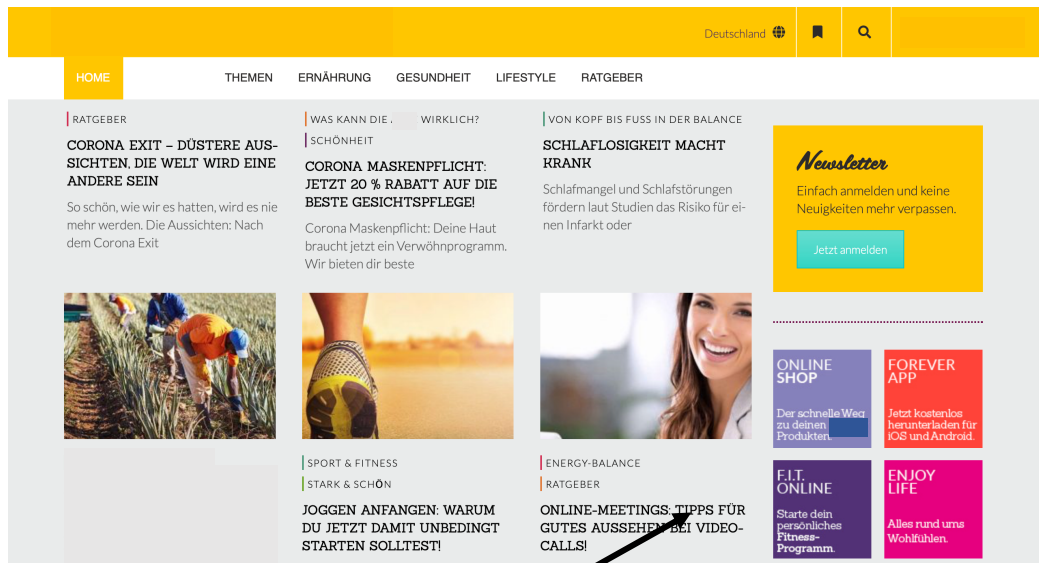 Deutschland
HOME
THEMEN
ERNÄHRUNG
GESUNDHEIT
LIFESTYLE
RATGEBER
RATGEBER
CORONA EXIT – DÜSTERE AUS-
SICHTEN, DIE WELT WIRD EINE
ANDERE SEIN
So schön, wie wir es hatten, wird es nie
mehr werden. Die Aussichten: Nach
dem Corona Exit
WAS KANN DIE WIRKLICH?
SCHÖNHEIT
CORONA MASKENPFLICHT:
JETZT 20 % RABATT AUF DIE
BESTE GESICHTSPFLEGE!
Corona Maskenpflicht: Deine Haut
braucht jetzt ein Verwöhnprogramm.
Wir bieten dir beste
VON KOPF BIS FUSS IN DER BALANCE
SCHLAFLOSIGKEIT MACHT
KRANK
Schlafmangel und Schlafstörungen
fördern laut Studien das Risiko für ei-
nen Infarkt oder
Newsletter
Einfach anmelden und keine
Neuigkeiten mehr verpassen.
Jetzt anmelden
SPORT & FITNESS
STARK & SCHÖN
JOGGEN ANFANGEN: WARUM
DU JETZT DAMIT UNBEDINGT
STARTEN SOLLTEST!
ENERGY-BALANCE
RATGEBER
ONLINE-MEETINGS: TIPPS FÜR
GUTES AUSSEHEN BEI VIDEO-
CALLS!
ONLINE
SHOP
Der schnelle Weg
zu deinen
Produkten.
FOREVER
APP
Jetzt kostenlos
herunterladen für
iOS und Android.
F.I.T.
ONLINE
Starte dein
persönliches
Fitness-
Programm.
ENJOY
LIFE
Alles rund ums
Wohlfühlen.